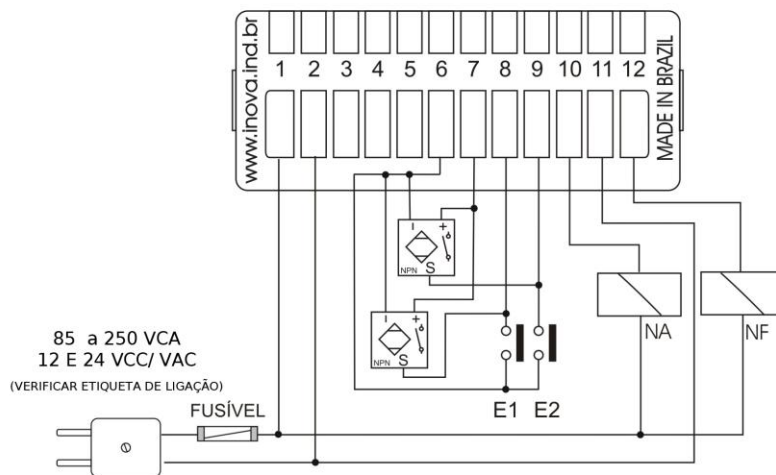 www.inova.ind.br
1 2 3 4 5 6 7 8 9 10 11 12
MADE IN BRAZIL
- +
NPN S
- +
NPN S
NA
NF
85 a 250 VCA
12 E 24 VCC/ VAC
(VERIFICAR ETIQUETA DE LIGAÇÃO)
E1 E2
FUSÍVEL